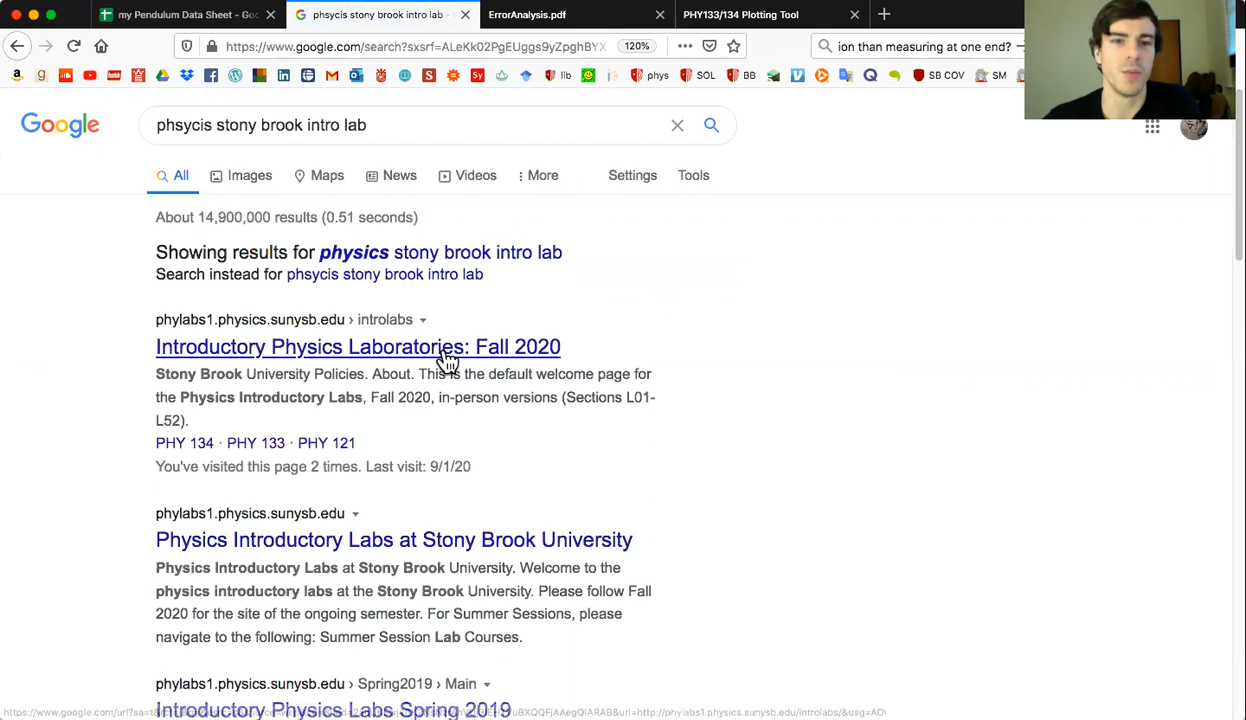 my Pendulum Data Sheet - Goo
phsycis stony brook intro lab -
ErrorAnalysis.pdf
PHY133/134 Plotting Tool
https://www.google.com/search?sxsrf=ALeKk02PgEUggs9yZpghBYX
120%
ion than measuring at one end? →
lib
phys
SOL
BB
SB COV
SM
Google
phsycis stony brook intro lab
All
Images
Maps
News
Videos
More
Settings
Tools
About 14,900,000 results (0.51 seconds)
Showing results for physics stony brook intro lab
Search instead for phsycis stony brook intro lab
phylabs1.physics.sunysb.edu › introlabs
Introductory Physics Laboratories: Fall 2020
Stony Brook University Policies. About. This is the default welcome page for
the Physics Introductory Labs, Fall 2020, in-person versions (Sections L01-
L52).
PHY 134 · PHY 133 · PHY 121
You've visited this page 2 times. Last visit: 9/1/20
phylabs1.physics.sunysb.edu
Physics Introductory Labs at Stony Brook University
Physics Introductory Labs at Stony Brook University. Welcome to the
physics introductory labs at the Stony Brook University. Please follow Fall
2020 for the site of the ongoing semester. For Summer Sessions, please
navigate to the following: Summer Session Lab Courses.
phylabs1.physics.sunysb.edu › Spring2019 › Main
Introductory Physics Labs Spring 2019